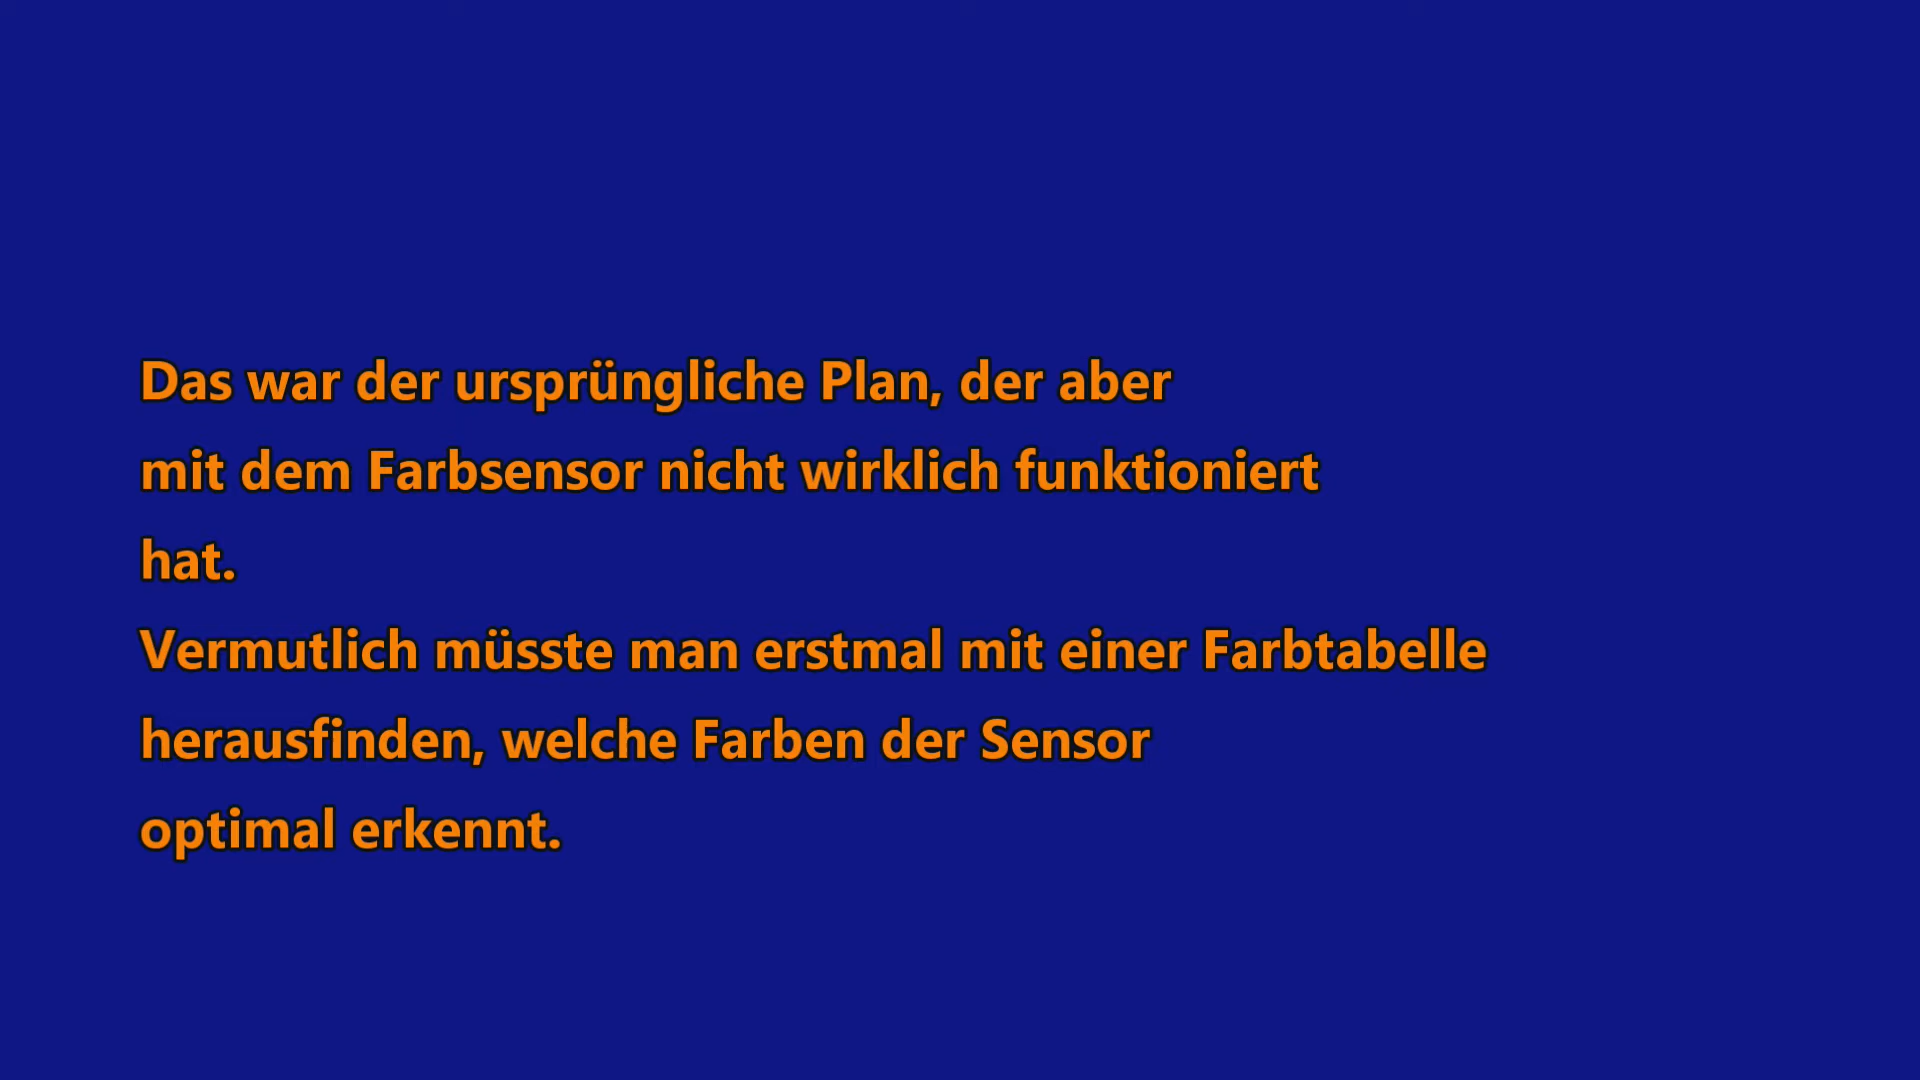 Das war der ursprüngliche Plan, der aber
mit dem Farbsensor nicht wirklich funktioniert
hat.
Vermutlich müsste man erstmal mit einer Farbtabelle
herausfinden, welche Farben der Sensor
optimal erkennt.